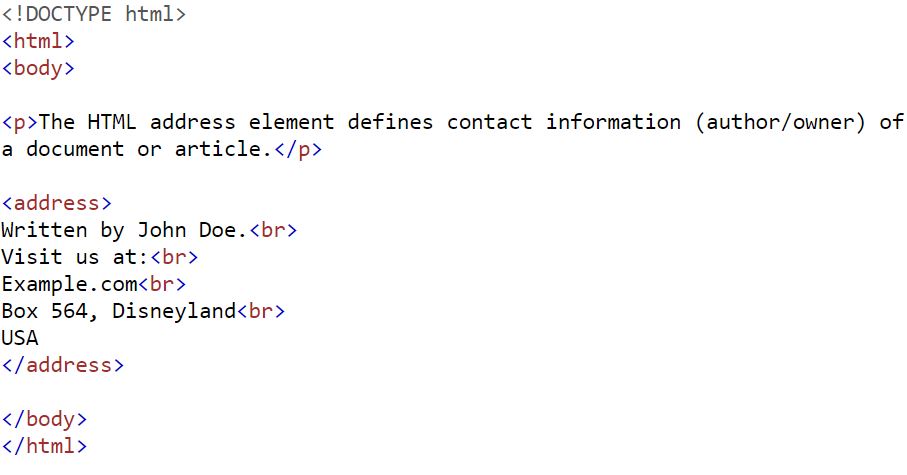 <!DOCTYPE html>
<html>
<body>
<p>The HTML address element defines contact information (author/owner) of
a document or article.</p>
<address>
Written by John Doe.<br>
Visit us at:<br>
Example.com<br>
Box 564, Disneyland<br>
USA
</address>
</body>
</html>